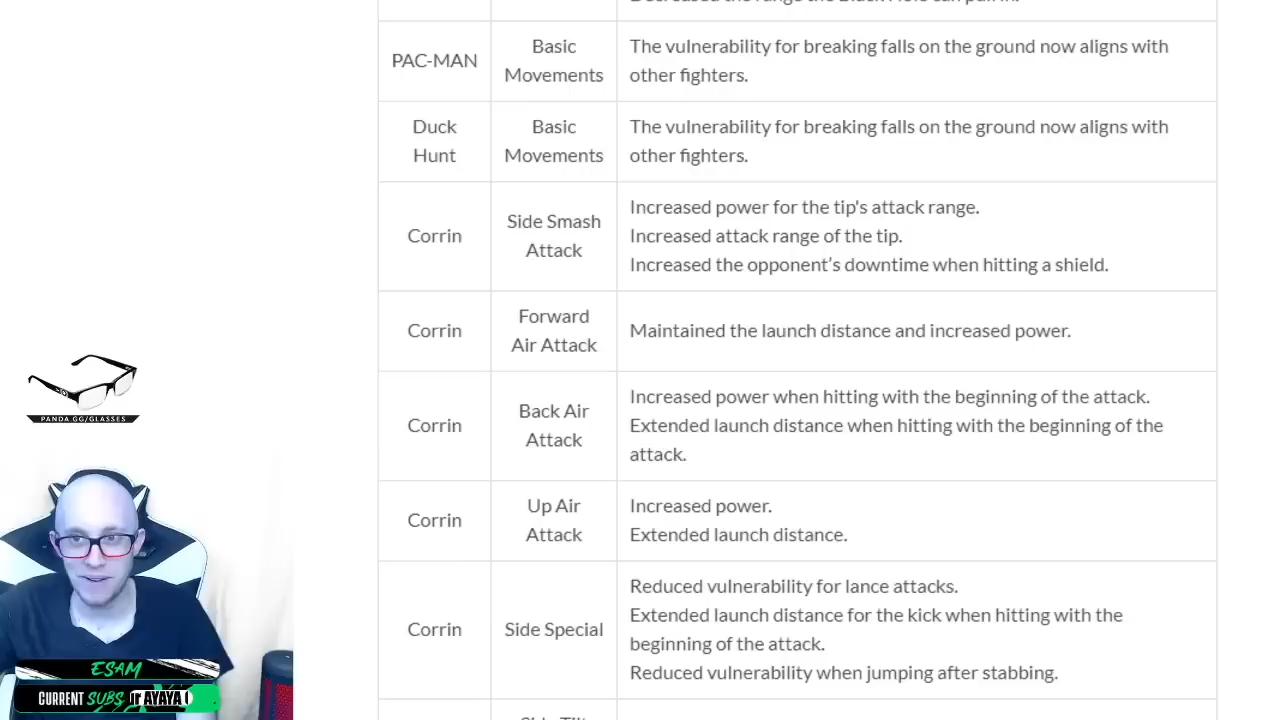 PAC-MAN
Basic
Movements
The vulnerability for breaking falls on the ground now aligns with
other fighters.
Duck
Hunt
Basic
Movements
The vulnerability for breaking falls on the ground now aligns with
other fighters.
Corrin
Side Smash
Attack
Increased power for the tip's attack range.
Increased attack range of the tip.
Increased the opponent’s downtime when hitting a shield.
Corrin
Forward
Air Attack
Maintained the launch distance and increased power.
Corrin
Back Air
Attack
Increased power when hitting with the beginning of the attack.
Extended launch distance when hitting with the beginning of the
attack.
Corrin
Up Air
Attack
Increased power.
Extended launch distance.
Corrin
Side Special
Reduced vulnerability for lance attacks.
Extended launch distance for the kick when hitting with the
beginning of the attack.
Reduced vulnerability when jumping after stabbing.
PANDA GG/GLASSES
ESAM
CURRENT SUBS